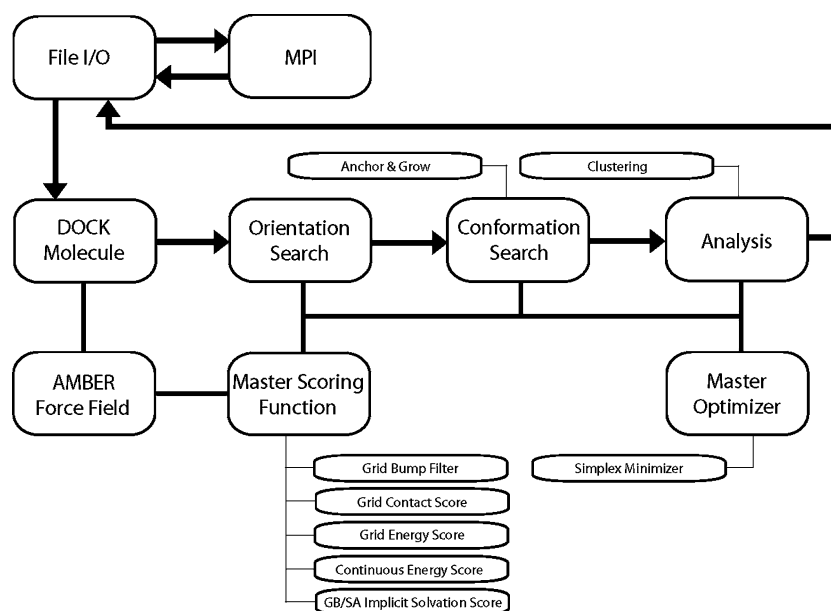 File I/O
MPI
Anchor & Grow
Clustering
DOCK
Molecule
Orientation
Search
Conformation
Search
Analysis
AMBER
Force Field
Master Scoring
Function
Master
Optimizer
Grid Bump Filter
Simplex Minimizer
Grid Contact Score
Grid Energy Score
Continuous Energy Score
GB/SA Implicit Solvation Score